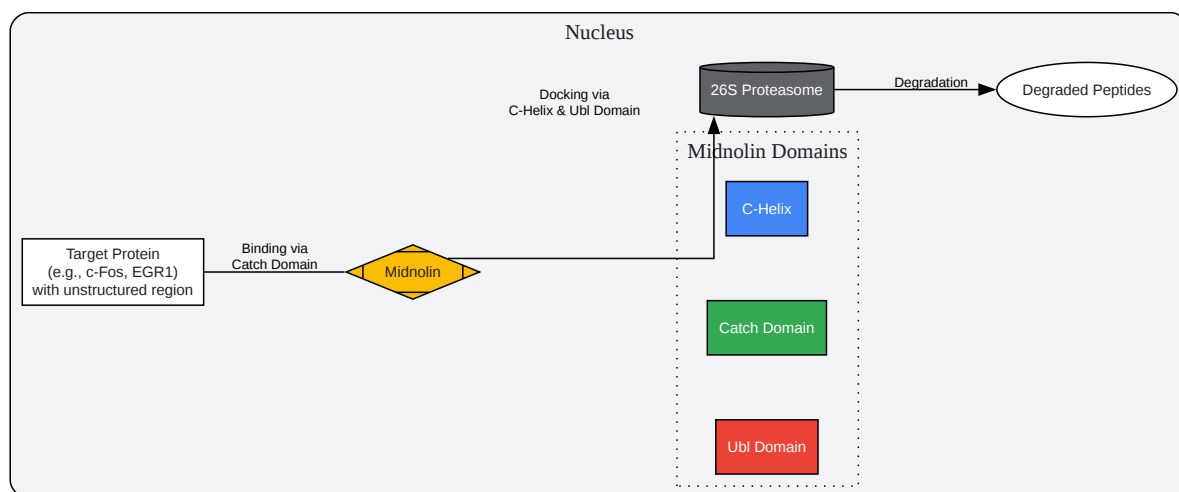 Nucleus
Docking via
C-Helix & Ubl Domain
26S Proteasome
Degradation
Degraded Peptides
Midnolin Domains
C-Helix
Target Protein
(e.g., c-Fos, EGR1)
with unstructured region
Binding via
Catch Domain
Midnolin
Catch Domain
Ubl Domain